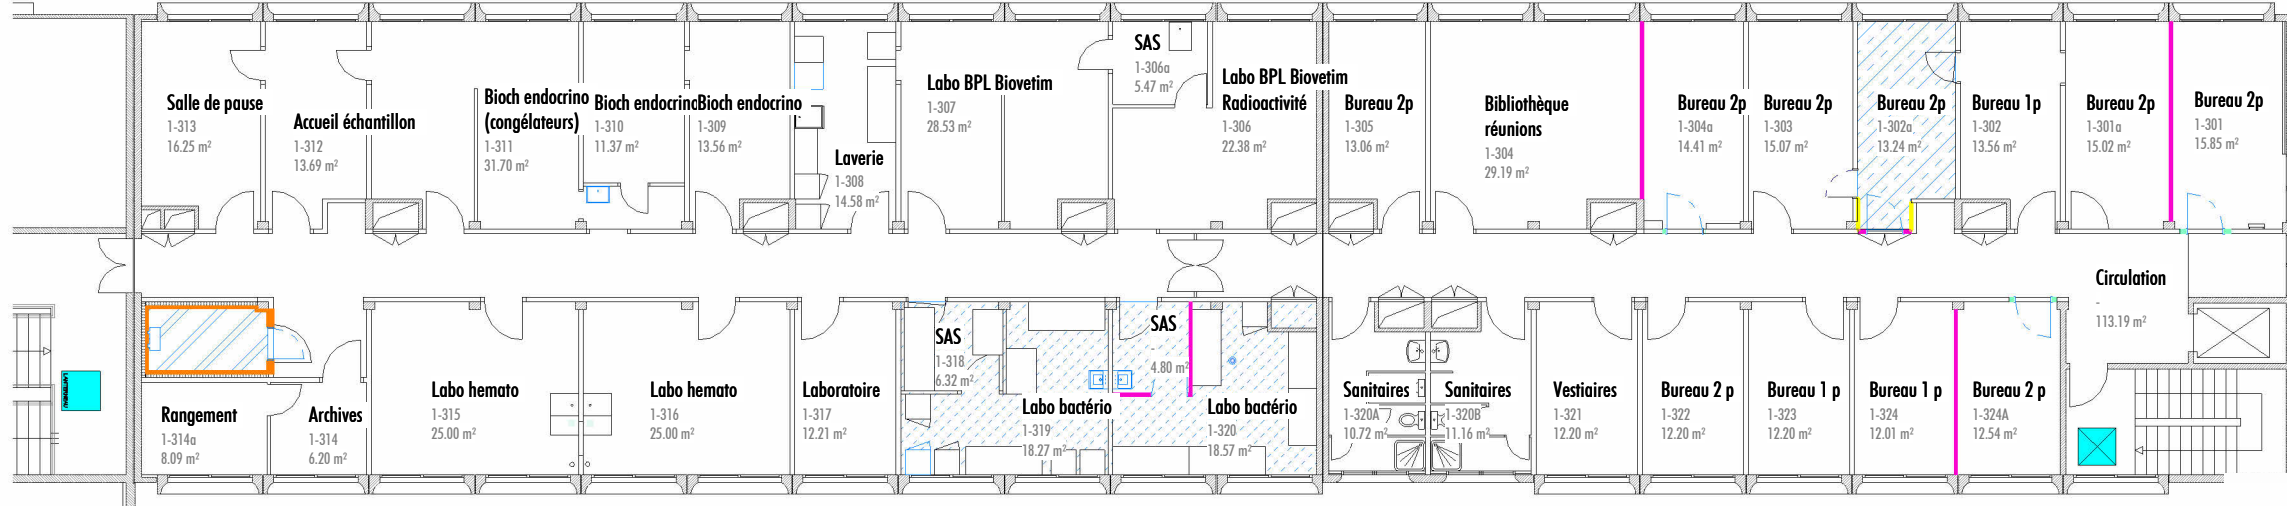 Salle de pause
1-313
16.25 m²
Accueil échantillon
1-312
13.69 m²
Bioch endocrino
(congélateurs)
1-311
31.70 m²
Bioch endocrino
1-310
11.37 m²
Bioch endocrino
1-309
13.56 m²
Laverie
1-308
14.58 m²
Labo BPL Biovetim
1-307
28.53 m²
SAS
1-306a
5.47 m²
Labo BPL Biovetim
Radioactivité
1-306
22.38 m²
Bureau 2p
1-305
13.06 m²
Bibliothèque
réunions
1-304
29.19 m²
Bureau 2p
1-304a
14.41 m²
Bureau 2p
1-303
15.07 m²
Bureau 2p
1-302a
13.24 m²
Bureau 1p
1-302
13.56 m²
Bureau 2p
1-301a
15.02 m²
Bureau 2p
1-301
15.85 m²
Circulation
-
113.19 m²
Rangement
1-314a
8.09 m²
Archives
1-314
6.20 m²
Labo hemato
1-315
25.00 m²
Labo hemato
1-316
25.00 m²
Laboratoire
1-317
12.21 m²
SAS
1-318
6.32 m²
Labo bactério
1-319
18.27 m²
SAS
-
4.80 m²
Labo bactério
1-320
18.57 m²
Sanitaires
1-320A
10.72 m²
Sanitaires
1-320B
11.16 m²
Vestiaires
1-321
12.20 m²
Bureau 2 p
1-322
12.20 m²
Bureau 1 p
1-323
12.20 m²
Bureau 1 p
1-324
12.01 m²
Bureau 2 p
1-324A
12.54 m²